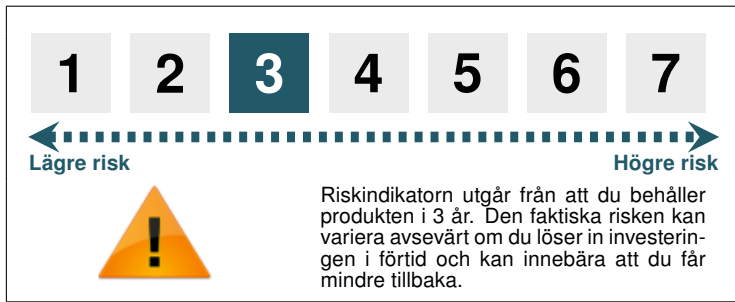 1 2 3 4 5 6 7
Lägre risk Högre risk
!
Riskindikatorn utgår från att du behåller
produkten i 3 år. Den faktiska risken kan
variera avsevärt om du löser in investerin-
gen i förtid och kan innebära att du får
mindre tillbaka.